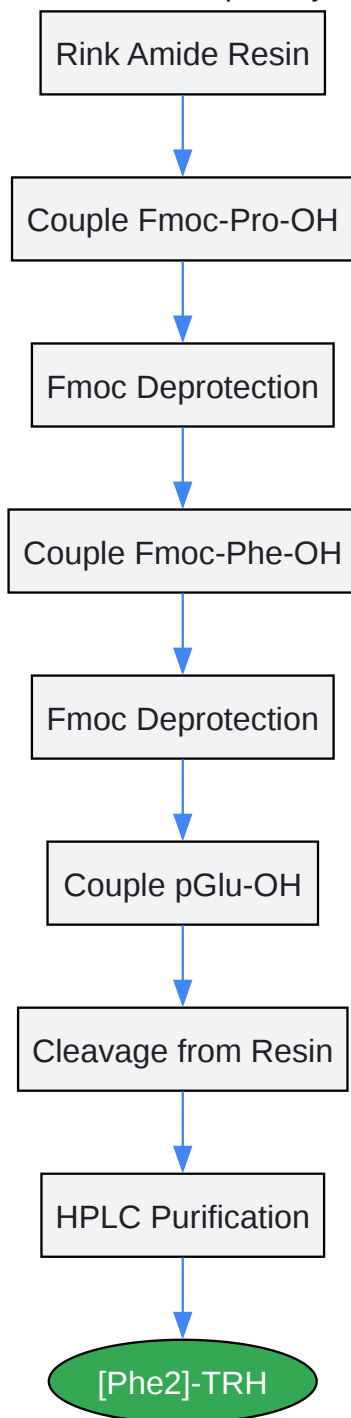 Rink Amide Resin
Couple Fmoc-Pro-OH
Fmoc Deprotection
Couple Fmoc-Phe-OH
Fmoc Deprotection
Couple pGlu-OH
Cleavage from Resin
HPLC Purification
[Phe2]-TRH